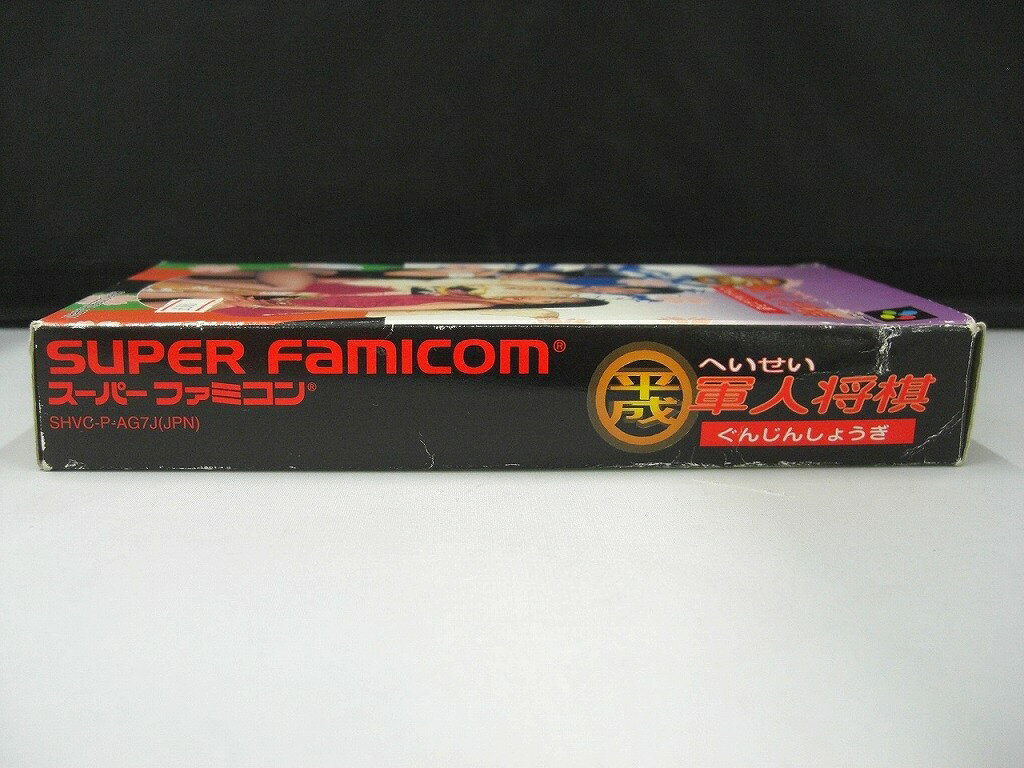 SUPER FAMICOM®
スーパーファミコン®
SHVC-P-AG7J(JPN)
へいせい
平成
軍人将棋
ぐんじんしょうぎ